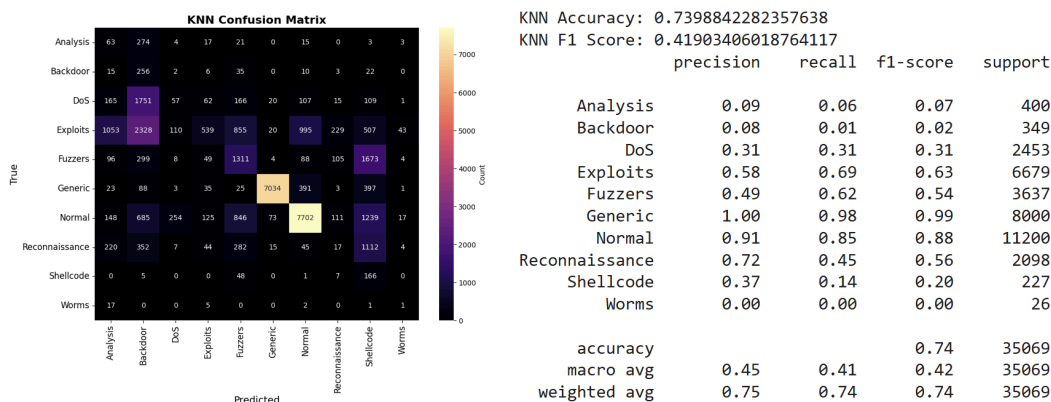 KNN Confusion Matrix
True
Analysis 63 274 4 17 21 0 15 0 3 3
Backdoor 15 256 2 6 35 0 10 3 22 0
DoS 165 1751 57 62 166 20 107 15 109 1
Exploits 1053 2328 110 539 855 20 995 229 507 43
Fuzzers 96 299 8 49 1311 4 88 105 1673 4
Generic 23 88 3 35 25 7034 391 3 397 1
Normal 148 685 254 125 846 73 7702 111 1239 17
Reconnaissance 220 352 7 44 282 15 45 17 1112 4
Shellcode 0 5 0 0 48 0 1 7 166 0
Worms 17 0 0 5 0 0 2 0 1 1
Analysis Backdoor DoS Exploits Fuzzers Generic Normal Reconnaissance Shellcode Worms
Predicted
7000
6000
5000
4000
3000
2000
1000
0
Count
KNN Accuracy: 0.7398842282357638
KNN F1 Score: 0.41903406018764117
precision recall f1-score support
Analysis 0.09 0.06 0.07 400
Backdoor 0.08 0.01 0.02 349
DoS 0.31 0.31 0.31 2453
Exploits 0.58 0.69 0.63 6679
Fuzzers 0.49 0.62 0.54 3637
Generic 1.00 0.98 0.99 8000
Normal 0.91 0.85 0.88 11200
Reconnaissance 0.72 0.45 0.56 2098
Shellcode 0.37 0.14 0.20 227
Worms 0.00 0.00 0.00 26
accuracy 0.74 35069
macro avg 0.45 0.41 0.42 35069
weighted avg 0.75 0.74 0.74 35069